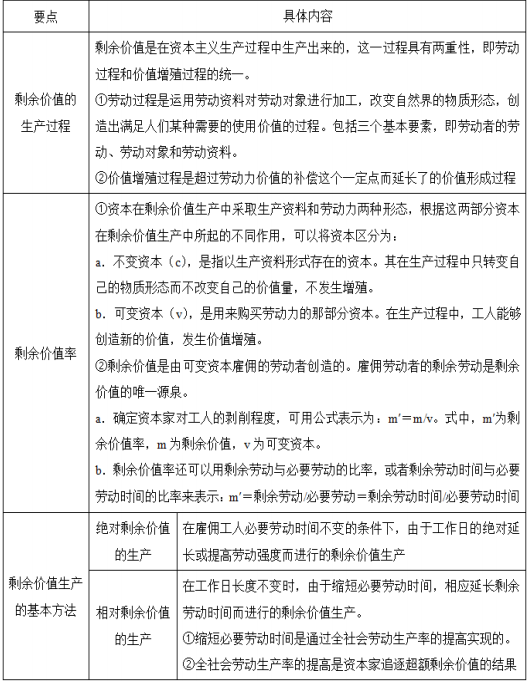 要点
具体内容
剩余价值的
生产过程
剩余价值是在资本主义生产过程中生产出来的，这一过程具有两重性，即劳动
过程和价值增殖过程的统一。
①劳动过程是运用劳动资料对劳动对象进行加工，改变自然界的物质形态，创
造出满足人们某种需要的使用价值的过程。包括三个基本要素，即劳动者的劳
动、劳动对象和劳动资料。
②价值增殖过程是超过劳动力价值的补偿这个一定点而延长了的价值形成过程
剩余价值率
①资本在剩余价值生产中采取生产资料和劳动力两种形态，根据这两部分资本
在剩余价值生产中所起的不同作用，可以将资本区分为：
a．不变资本（c），是指以生产资料形式存在的资本。其在生产过程中只转变自
己的物质形态而不改变自己的价值量，不发生增殖。
b．可变资本（v），是用来购买劳动力的那部分资本。在生产过程中，工人能够
创造新的价值，发生价值增殖。
②剩余价值是由可变资本雇佣的劳动者创造的。雇佣劳动者的剩余劳动是剩余
价值的唯一源泉。
a．确定资本家对工人的剥削程度，可用公式表示为：m′＝m/v。式中，m′为剩
余价值率，m 为剩余价值，v 为可变资本。
b．剩余价值率还可以用剩余劳动与必要劳动的比率，或者剩余劳动时间与必要
劳动时间的比率来表示：m′＝剩余劳动/必要劳动＝剩余劳动时间/必要劳动时间
剩余价值生产
的基本方法
绝对剩余价值
的生产
在雇佣工人必要劳动时间不变的条件下，由于工作日的绝对延
长或提高劳动强度而进行的剩余价值生产
相对剩余价值
的生产
在工作日长度不变时，由于缩短必要劳动时间，相应延长剩余
劳动时间而进行的剩余价值生产。
①缩短必要劳动时间是通过全社会劳动生产率的提高实现的。
②全社会劳动生产率的提高是资本家追逐超额剩余价值的结果